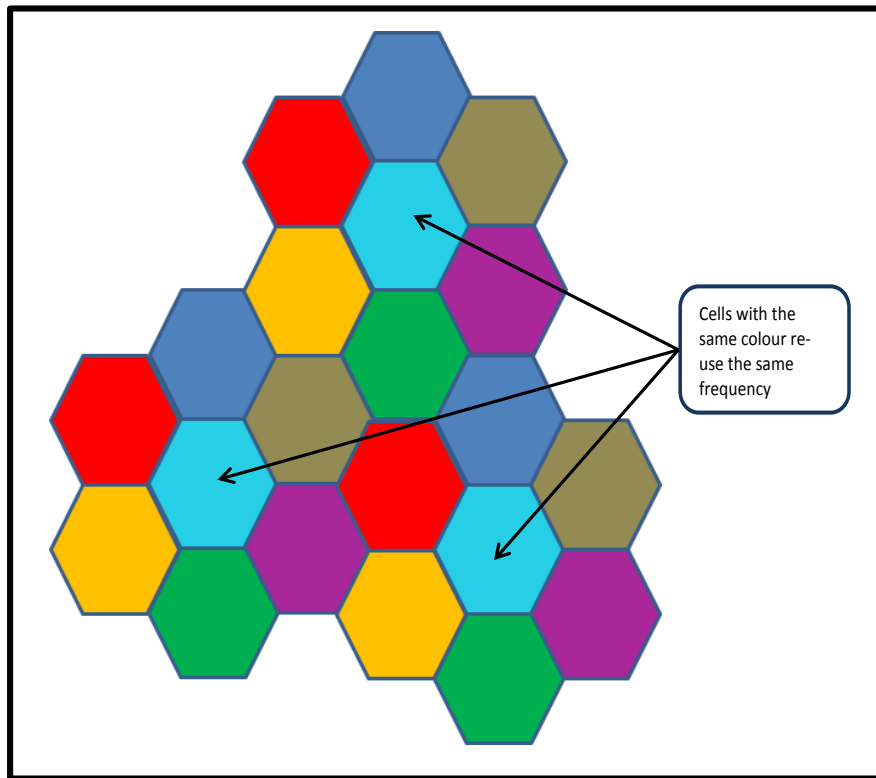 Cells with the
same colour re-
use the same
frequency